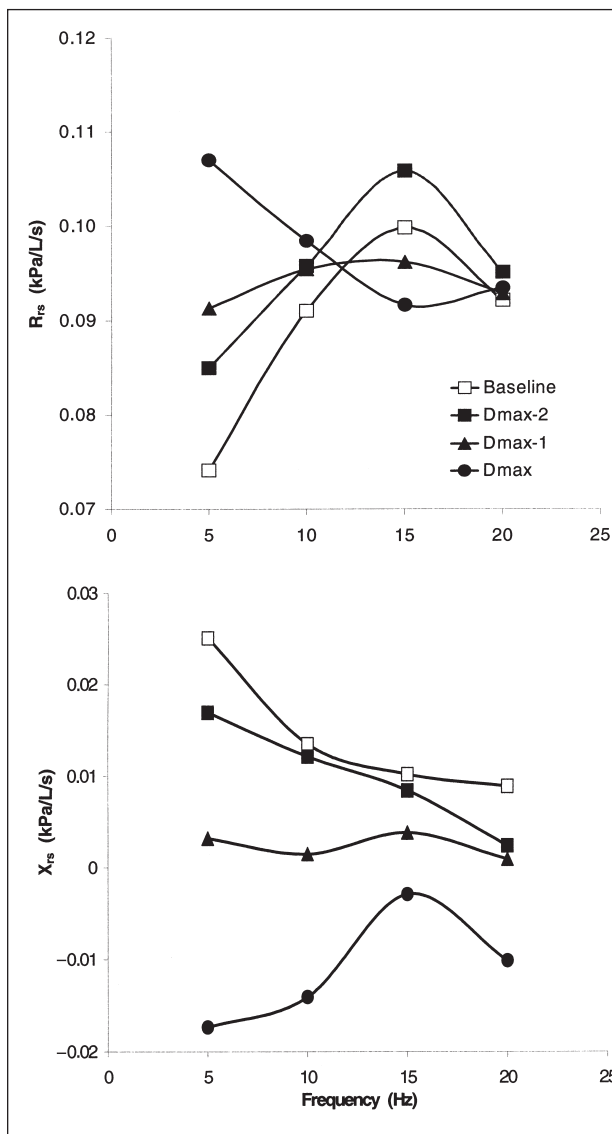 0.12
0.11
0.10
0.09
0.08
0.07
Rrs (kPa/L/s)
Baseline
Dmax-2
Dmax-1
Dmax
0 5 10 15 20 25
0.03
0.02
0.01
0
−0.01
−0.02
Xrs (kPa/L/s)
0 5 10 15 20 25
Frequency (Hz)